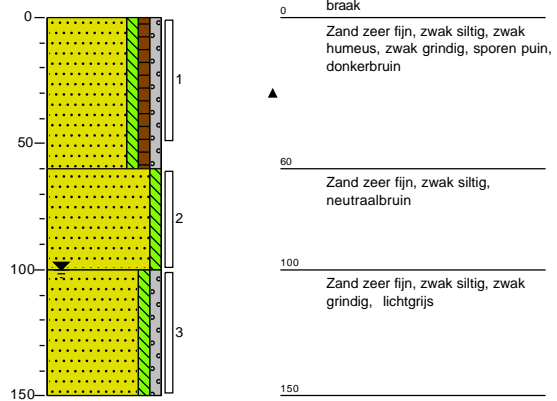 braak
0
0
Zand zeer fijn, zwak siltig, zwak
humeus, zwak grindig, sporen puin,
donkerbruin
1
50
60
Zand zeer fijn, zwak siltig,
neutraalbruin
2
100
100
Zand zeer fijn, zwak siltig, zwak
grindig, lichtgrijs
3
150
150